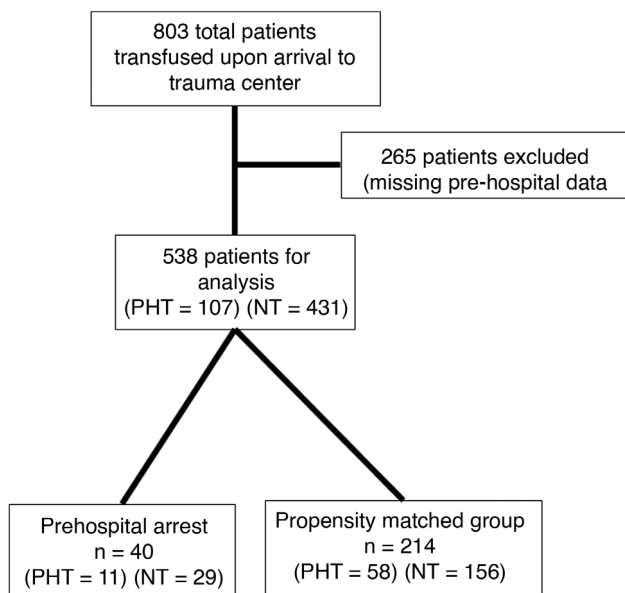 803 total patients
transfused upon arrival to
trauma center
265 patients excluded
(missing pre-hospital data
538 patients for
analysis
(PHT = 107) (NT = 431)
Prehospital arrest
n = 40
(PHT = 11) (NT = 29)
Propensity matched group
n = 214
(PHT = 58) (NT = 156)